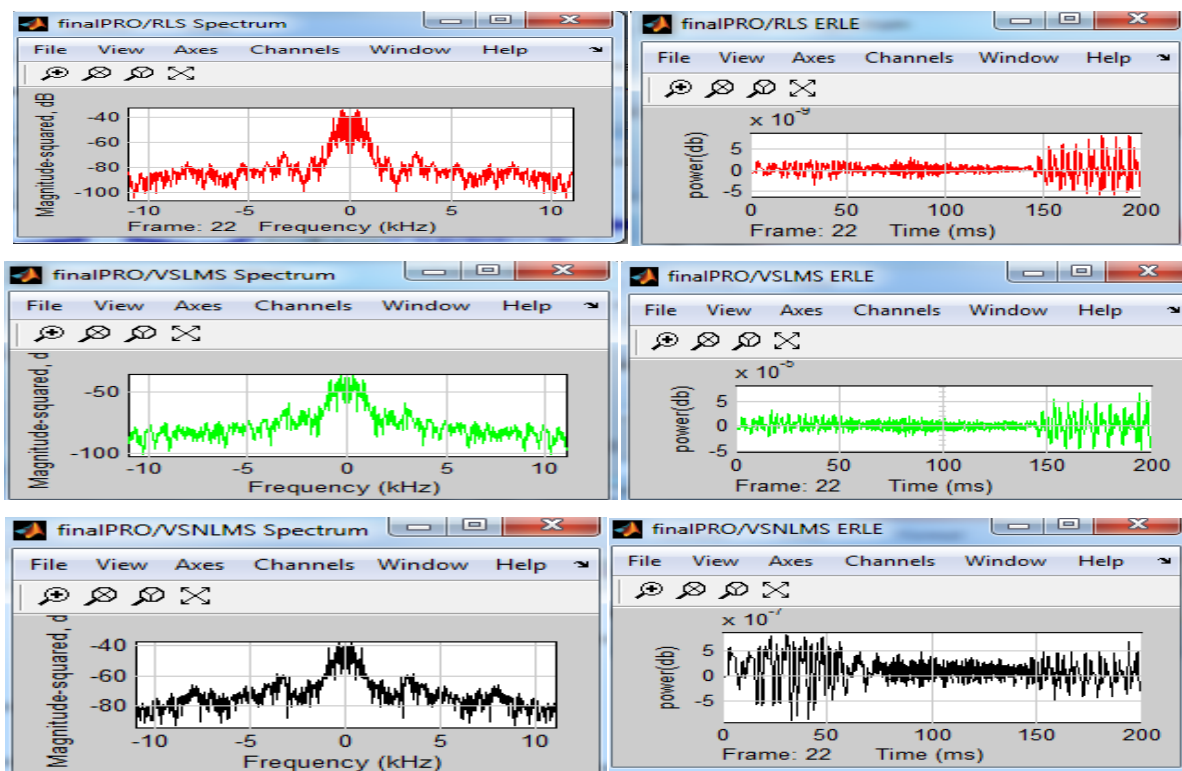 finalPRO/RLS Spectrum
File View Axes Channels Window Help
Magnitude-squared, dB
-40
-60
-80
-100
-10 -5 0 5 10
Frame: 22 Frequency (kHz)
finalPRO/RLS ERLE
File View Axes Channels Window Help
x 10^-9
power(db)
5
0
-5
0 50 100 150 200
Frame: 22 Time (ms)
finalPRO/VSLMS Spectrum
File View Axes Channels Window Help
Magnitude-squared, d
-50
-100
-10 -5 0 5 10
Frequency (kHz)
finalPRO/VSLMS ERLE
File View Axes Channels Window Help
x 10^-5
power(db)
5
0
-5
0 50 100 150 200
Frame: 22 Time (ms)
finalPRO/VSNLMS Spectrum
File View Axes Channels Window Help
Magnitude-squared, d
-40
-60
-80
-10 -5 0 5 10
Frequency (kHz)
finalPRO/VSNLMS ERLE
File View Axes Channels Window Help
x 10^-7
power(db)
5
0
-5
0 50 100 150 200
Frame: 22 Time (ms)